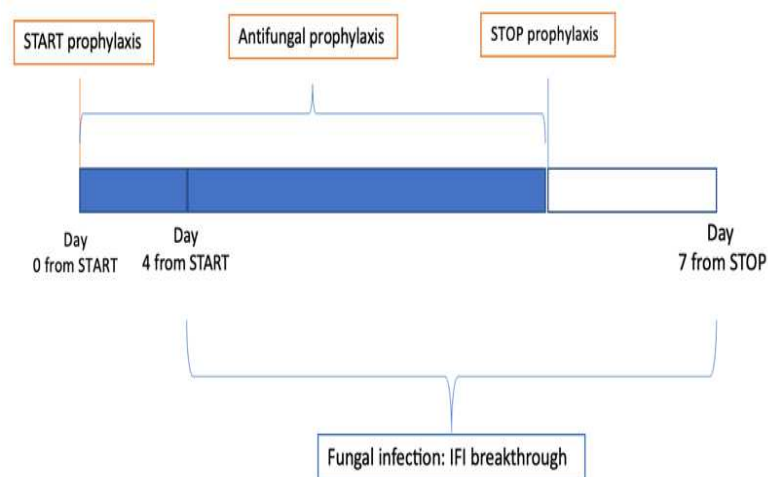 START prophylaxis
Antifungal prophylaxis
STOP prophylaxis
Day
0 from START
Day
4 from START
Day
7 from STOP
Fungal infection: IFI breakthrough